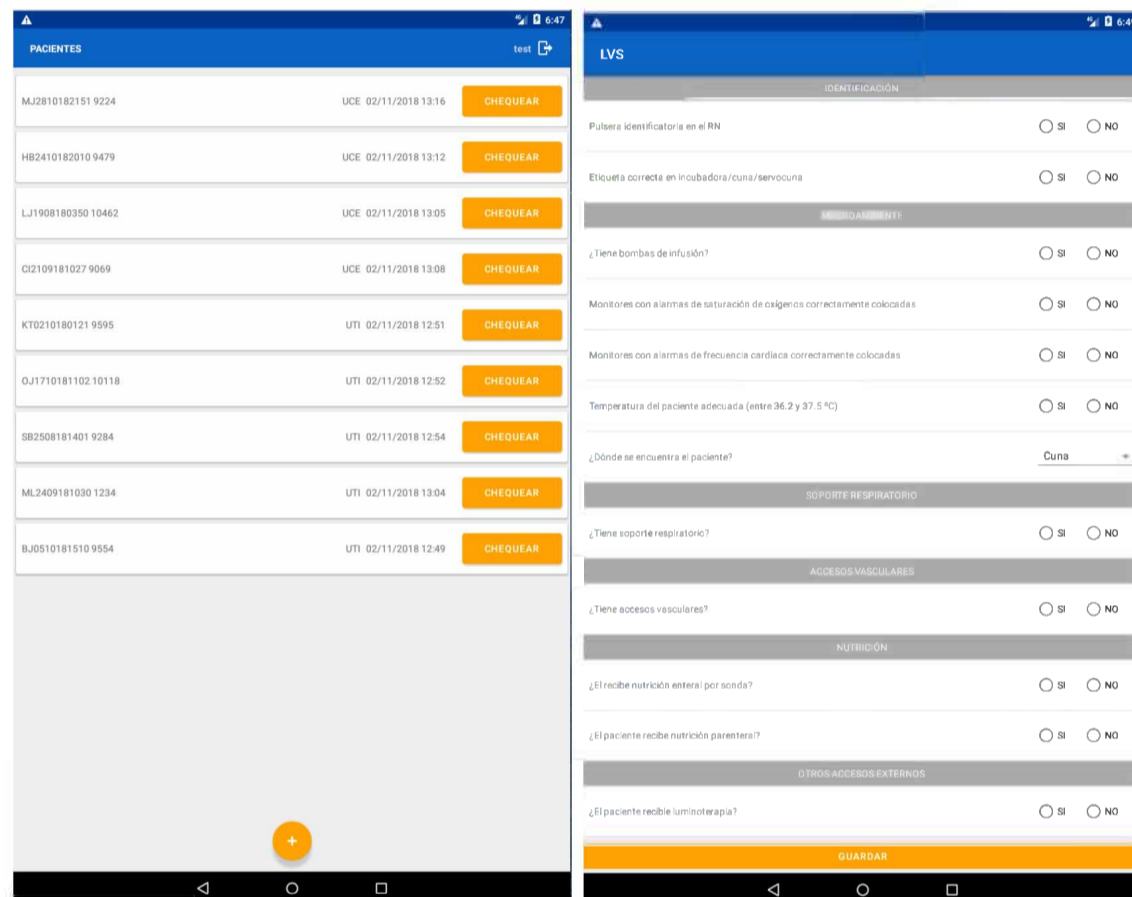 6:47
PACIENTES test
MJ2810182151 9224 UCE 02/11/2018 13:16 CHEQUEAR
HB2410182010 9479 UCE 02/11/2018 13:12 CHEQUEAR
LJ1908180350 10462 UCE 02/11/2018 13:05 CHEQUEAR
CI2109181027 9069 UCE 02/11/2018 13:08 CHEQUEAR
KT0210180121 9595 UTI 02/11/2018 12:51 CHEQUEAR
OJ1710181102 10118 UTI 02/11/2018 12:52 CHEQUEAR
SB2508181401 9284 UTI 02/11/2018 12:54 CHEQUEAR
ML2409181030 1234 UTI 02/11/2018 13:04 CHEQUEAR
BJ0510181510 9554 UTI 02/11/2018 12:49 CHEQUEAR
+
LVS
IDENTIFICACIÓN
Pulsera identificatoria en el RN SI NO
Etiqueta correcta en incubadora/cuna/servocuna SI NO
¿Tiene bombas de infusión? SI NO
Monitores con alarmas de saturación de oxígenos correctamente colocadas SI NO
Monitores con alarmas de frecuencia cardíaca correctamente colocadas SI NO
Temperatura del paciente adecuada (entre 36.2 y 37.5 ºC) SI NO
¿Dónde se encuentra el paciente? Cuna
SOPORTE RESPIRATORIO
¿Tiene soporte respiratorio? SI NO
ACCESOS VASCULARES
¿Tiene accesos vasculares? SI NO
NUTRICIÓN
¿El recibe nutrición enteral por sonda? SI NO
¿El paciente recibe nutrición parenteral? SI NO
OTROS ACCESOS EXTERNOS
¿El paciente recible luminoterapia? SI NO
GUARDAR